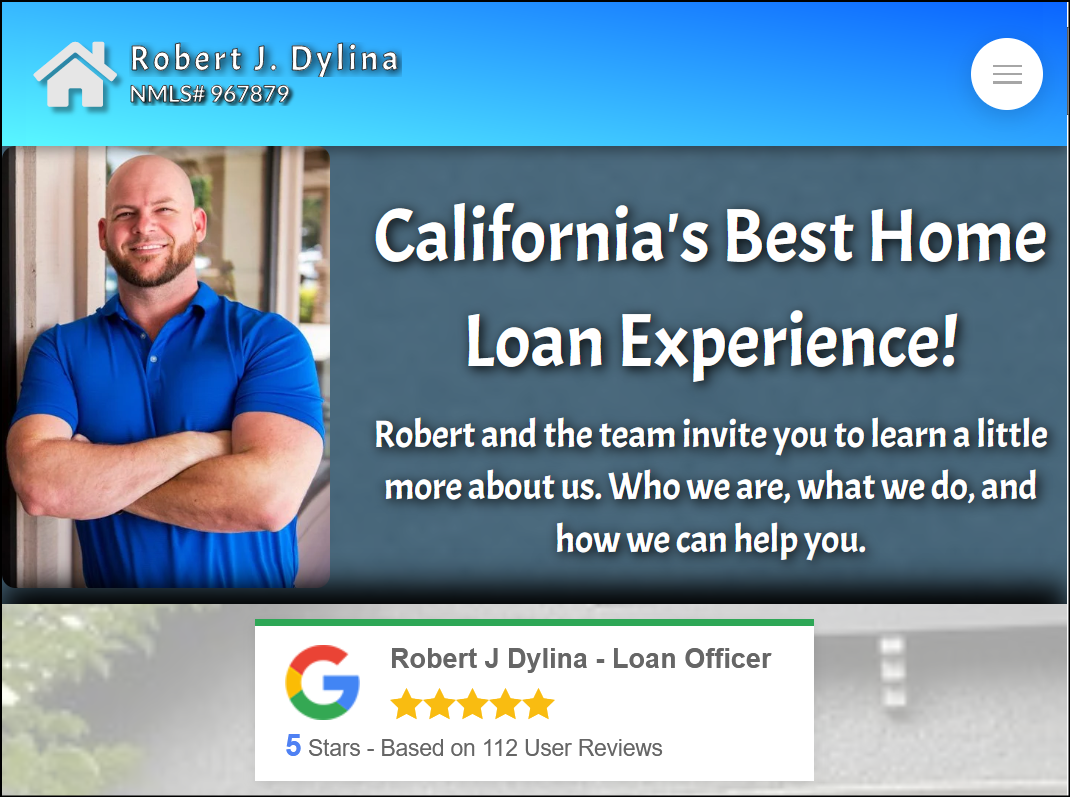 Robert J. Dylina
NMLS# 967879
California's Best Home
Loan Experience!
Robert and the team invite you to learn a little
more about us. Who we are, what we do, and
how we can help you.
Robert J Dylina - Loan Officer
5 Stars - Based on 112 User Reviews